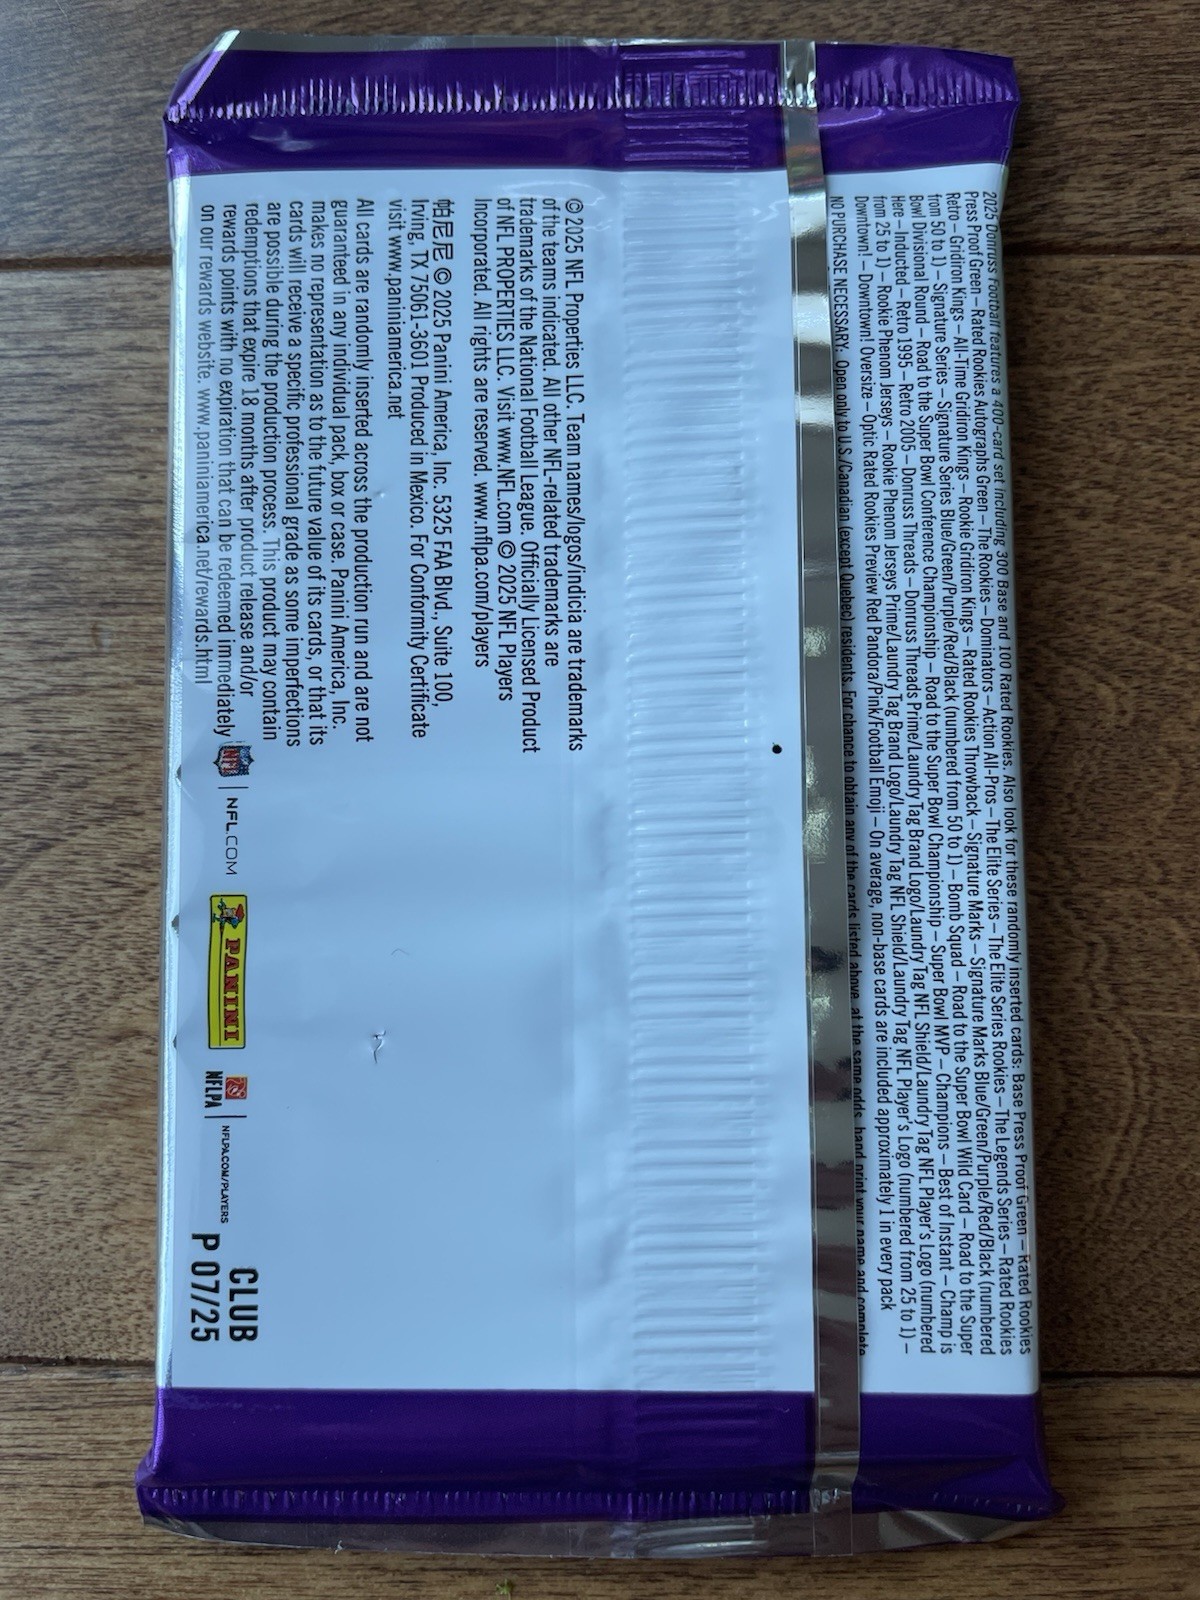 2025 Donruss Football features a 400-card set including 300 Base and 100 Rated Rookies. Also look for these randomly inserted cards: Base Press Proof Green – Rated Rookies
Press Proof Green – Rated Rookies Autographs Green – The Rookies – Dominators – Action All-Pros – The Elite Series – The Elite Series Rookies – The Legends Series – Rated Rookies
Retro – Gridiron Kings – All-Time Gridiron Kings – Rookie Gridiron Kings – Rated Rookies Throwback – Signature Marks – Signature Marks Blue/Green/Purple/Red/Black (numbered
from 50 to 1) – Signature Series – Signature Series Blue/Green/Purple/Red/Black (numbered from 50 to 1) – Bomb Squad – Road to the Super Bowl Wild Card – Road to the Super
Bowl Divisional Round – Road to the Super Bowl Conference Championship – Road to the Super Bowl Championship – Super Bowl MVP – Champions – Best of Instant – Champ is
Here – Inducted – Retro 1995 – Retro 2005 – Donruss Threads – Donruss Threads Prime/Laundry Tag Brand Logo/Laundry Tag NFL Shield/Laundry Tag NFL Player's Logo (numbered
from 25 to 1) – Rookie Phenom Jerseys – Rookie Phenom Jerseys Prime/Laundry Tag Brand Logo/Laundry Tag NFL Shield/Laundry Tag NFL Player's Logo (numbered from 25 to 1) –
Downtown! – Downtown! Oversize – Optic Rated Rookies Preview Red Pandora/Pink/Football Emoji – On average, non-base cards are included approximately 1 in every pack
NO PURCHASE NECESSARY: Open only to U.S./Canadian (except Quebec) residents. For chance to obtain any of the cards listed above, at the same odds, hand print your name and complete
© 2025 NFL Properties LLC. Team names/logos/indicia are trademarks
of the teams indicated. All other NFL-related trademarks are
trademarks of the National Football League. Officially Licensed Product
of NFL PROPERTIES LLC. Visit www.NFL.com © 2025 NFL Players
Incorporated. All rights are reserved. www.nflpa.com/players
帕尼尼 © 2025 Panini America, Inc. 5325 FAA Blvd., Suite 100,
Irving, TX 75061-3601 Produced in Mexico. For Conformity Certificate
visit www.paniniamerica.net
All cards are randomly inserted across the production run and are not
guaranteed in any individual pack, box or case. Panini America, Inc.
makes no representation as to the future value of its cards, or that its
cards will receive a specific professional grade as some imperfections
are possible during the production process. This product may contain
redemptions that expire 18 months after product release and/or
rewards points with no expiration that can be redeemed immediately
on our rewards website. www.paniniamerica.net/rewards.html
NFL | NFL.COM
PANINI
NFLPA | NFLPA.COM/PLAYERS
CLUB
P 07/25